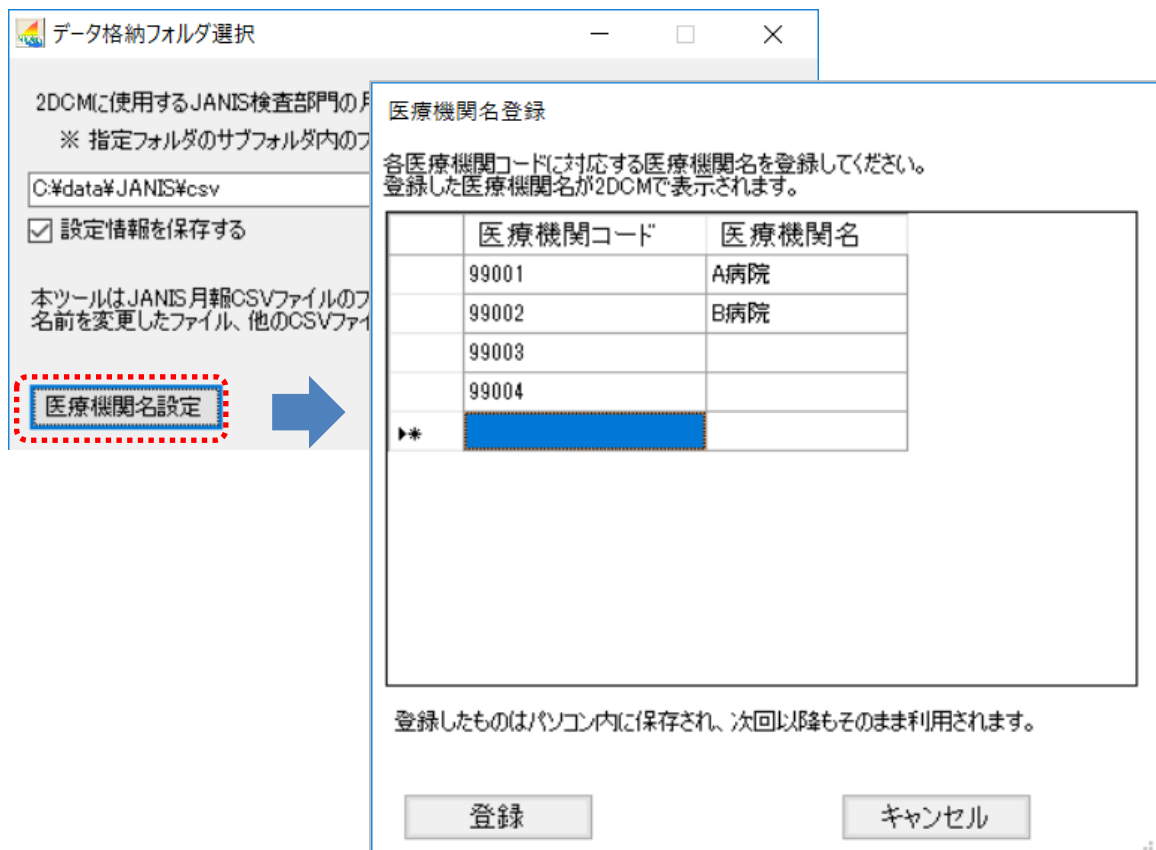 データ格納フォルダ選択
2DCMに使用するJANIS検査部門の
※ 指定フォルダのサブフォルダ内の
C:¥data¥JANIS¥csv
設定情報を保存する
本ツールはJANIS月報CSVファイルの
名前を変更したファイル、他のCSVファイ
医療機関名設定
医療機関名登録
各医療機関コードに対応する医療機関名を登録してください。
登録した医療機関名が2DCMで表示されます。
医療機関コード 医療機関名
99001 A病院
99002 B病院
99003
99004
登録したものはパソコン内に保存され、次回以降もそのまま利用されます。
登録 キャンセル